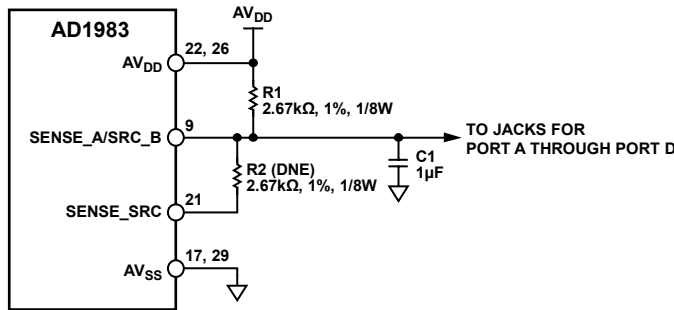 AV_DD
AD1983
22, 26
AV_DD
R1
2.67kΩ, 1%, 1/8W
9
SENSE_A/SRC_B
TO JACKS FOR
PORT A THROUGH PORT D
C1
1µF
R2 (DNE)
2.67kΩ, 1%, 1/8W
21
SENSE_SRC
17, 29
AV_SS